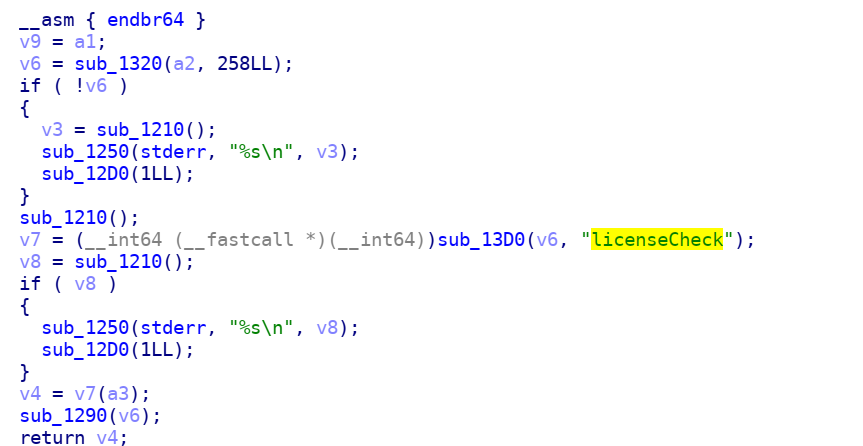 __asm { endbr64 }
v9 = a1;
v6 = sub_1320(a2, 258LL);
if ( !v6 )
{
v3 = sub_1210();
sub_1250(stderr, "%s\n", v3);
sub_12D0(1LL);
}
sub_1210();
v7 = (__int64 (__fastcall *)(__int64))sub_13D0(v6, "licenseCheck");
v8 = sub_1210();
if ( v8 )
{
sub_1250(stderr, "%s\n", v8);
sub_12D0(1LL);
}
v4 = v7(a3);
sub_1290(v6);
return v4;